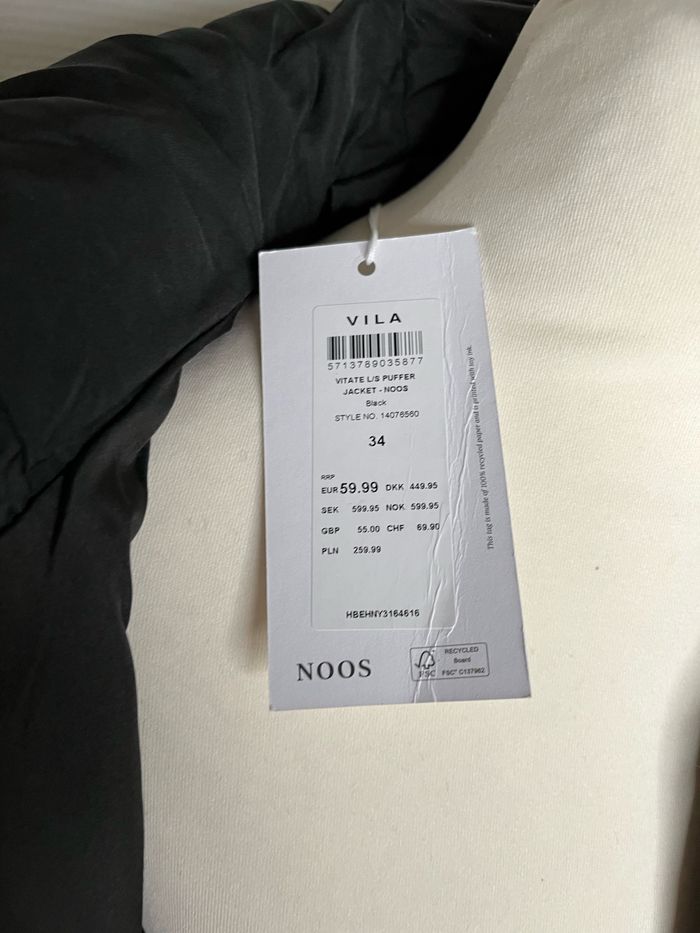 VILA
5713789035877
VITATE L/S PUFFER
JACKET - NOOS
Black
STYLE NO. 14076560
34
RRP
EUR 59.99 DKK 449.95
SEK 599.95 NOK 599.95
GBP 55.00 CHF 69.90
PLN 259.99
HBEHNY3164616
NOOS
FSC
RECYCLED
Board
FSC® C137982
This tag is made of 100% recycled paper and is printed with soy ink.